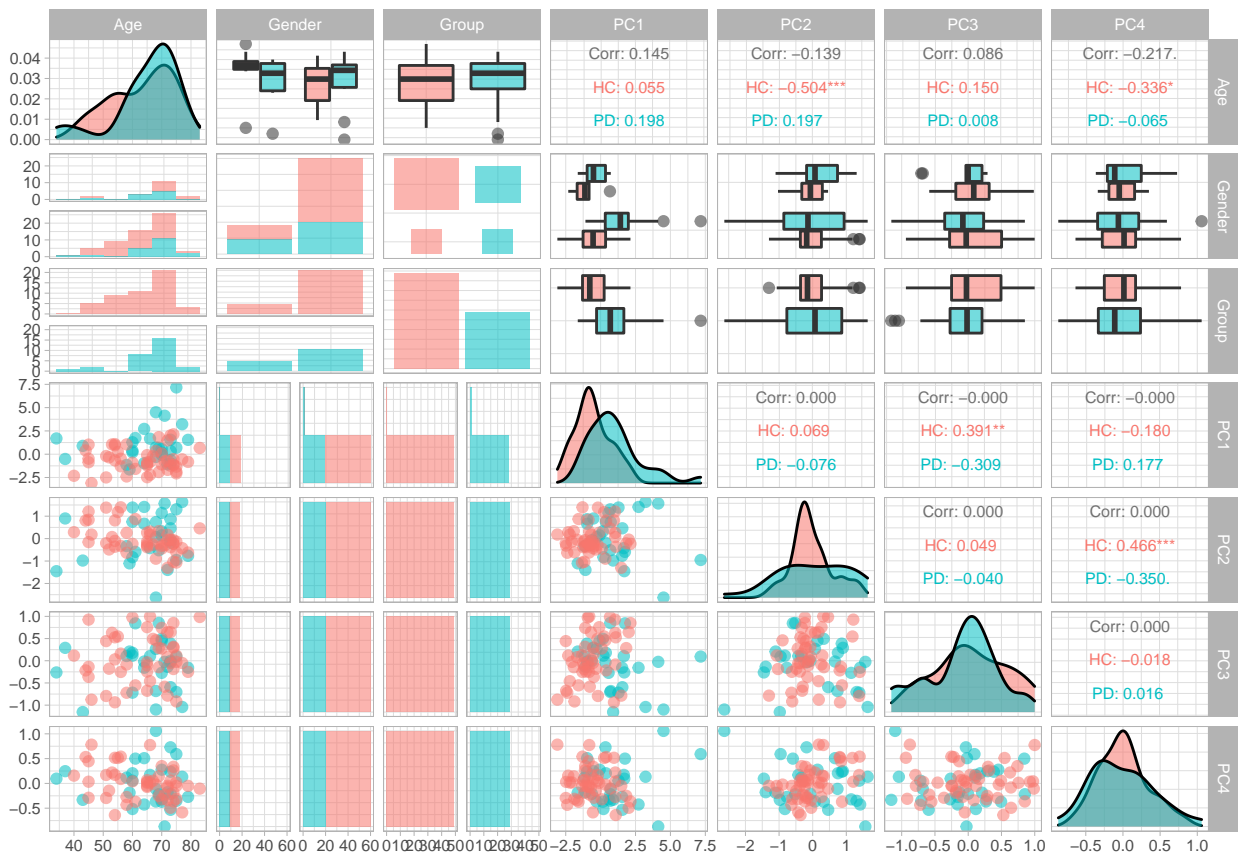 Age Gender Group PC1 PC2 PC3 PC4
0.04
0.03
0.02
0.01
0.00
Corr: 0.145
HC: 0.055
PD: 0.198
Corr: −0.139
HC: −0.504***
PD: 0.197
Corr: 0.086
HC: 0.150
PD: 0.008
Corr: −0.217.
HC: −0.336*
PD: −0.065
Age
20
10
0
20
10
0
Gender
20
15
10
5
0
20
15
10
5
0
Group
7.5
5.0
2.5
0.0
−2.5
Corr: 0.000
HC: 0.069
PD: −0.076
Corr: −0.000
HC: 0.391**
PD: −0.309
Corr: −0.000
HC: −0.180
PD: 0.177
PC1
1
0
−1
−2
Corr: 0.000
HC: 0.049
PD: −0.040
Corr: 0.000
HC: 0.466***
PD: −0.350.
PC2
1.0
0.5
0.0
−0.5
−1.0
Corr: 0.000
HC: −0.018
PD: 0.016
PC3
1.0
0.5
0.0
−0.5
PC4
40 50 60 70 80
0 20 40 60
0 20 40 60
−2.5 0.0 2.5 5.0 7.5
−2 −1 0 1
−1.0 −0.5 0.0 0.5 1.0
−0.5 0.0 0.5 1.0